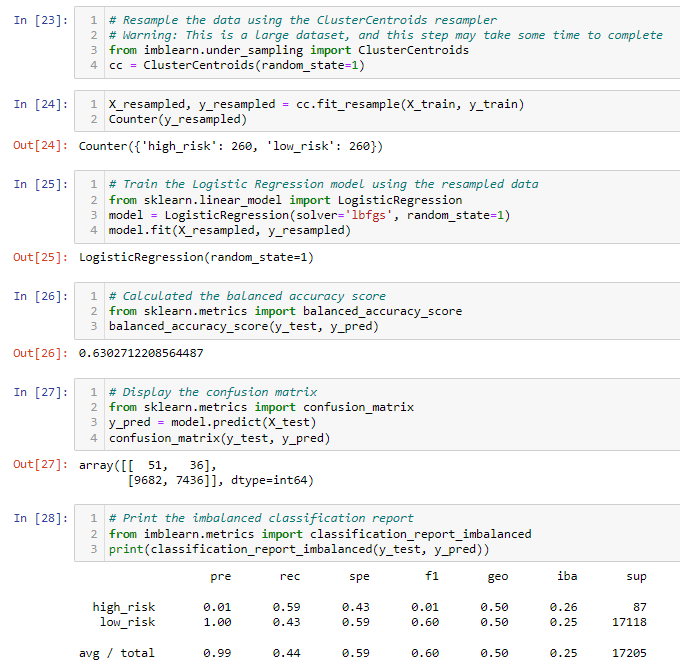 In [23]:
1 # Resample the data using the ClusterCentroids resampler
2 # Warning: This is a large dataset, and this step may take some time to complete
3 from imblearn.under_sampling import ClusterCentroids
4 cc = ClusterCentroids(random_state=1)
In [24]:
1 X_resampled, y_resampled = cc.fit_resample(X_train, y_train)
2 Counter(y_resampled)
Out[24]: Counter({'high_risk': 260, 'low_risk': 260})
In [25]:
1 # Train the Logistic Regression model using the resampled data
2 from sklearn.linear_model import LogisticRegression
3 model = LogisticRegression(solver='lbfgs', random_state=1)
4 model.fit(X_resampled, y_resampled)
Out[25]: LogisticRegression(random_state=1)
In [26]:
1 # Calculated the balanced accuracy score
2 from sklearn.metrics import balanced_accuracy_score
3 balanced_accuracy_score(y_test, y_pred)
Out[26]: 0.6302712208564487
In [27]:
1 # Display the confusion matrix
2 from sklearn.metrics import confusion_matrix
3 y_pred = model.predict(X_test)
4 confusion_matrix(y_test, y_pred)
Out[27]: array([[  51,   36],
       [9682, 7436]], dtype=int64)
In [28]:
1 # Print the imbalanced classification report
2 from imblearn.metrics import classification_report_imbalanced
3 print(classification_report_imbalanced(y_test, y_pred))
pre rec spe f1 geo iba sup
high_risk 0.01 0.59 0.43 0.01 0.50 0.26 87
low_risk 1.00 0.43 0.59 0.60 0.50 0.25 17118
avg / total 0.99 0.44 0.59 0.60 0.50 0.25 17205